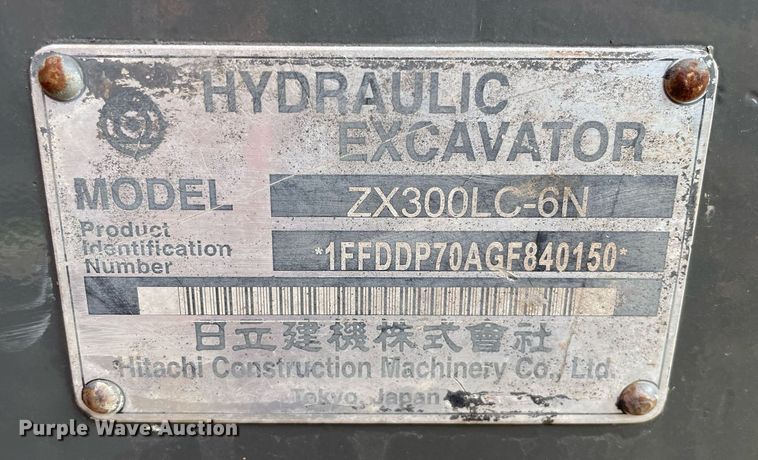 HYDRAULIC
EXCAVATOR
MODEL ZX300LC-6N
Product
Identification
Number *1FFDDP70AGF840150*
日立建機株式會社
Hitachi Construction Machinery Co., Ltd.
Tokyo, Japan
Purple Wave Auction